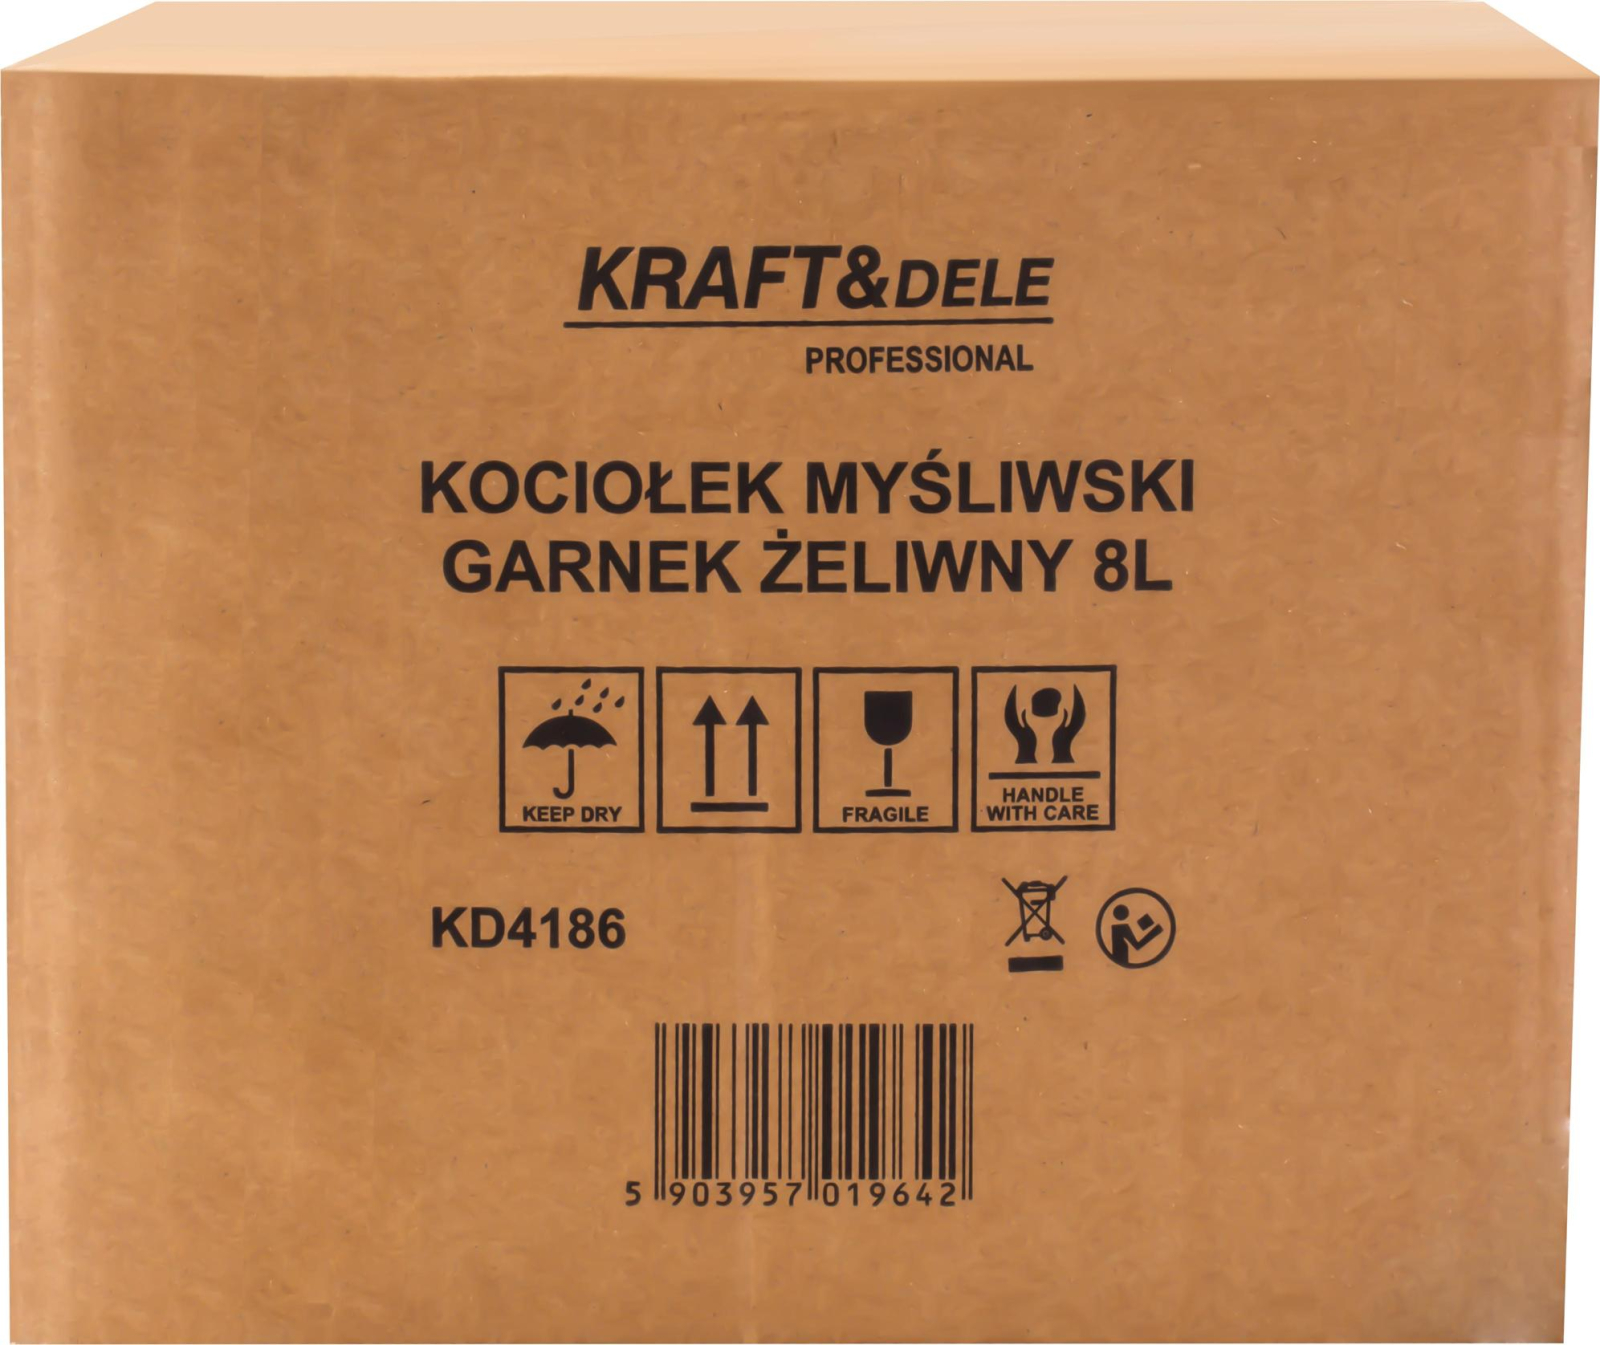 KRAFT&DELE
PROFESSIONAL
KOCIOŁEK MYŚLIWSKI
GARNEK ŻELIWNY 8L
KEEP DRY
FRAGILE
HANDLE
WITH CARE
KD4186
5 903957 019642